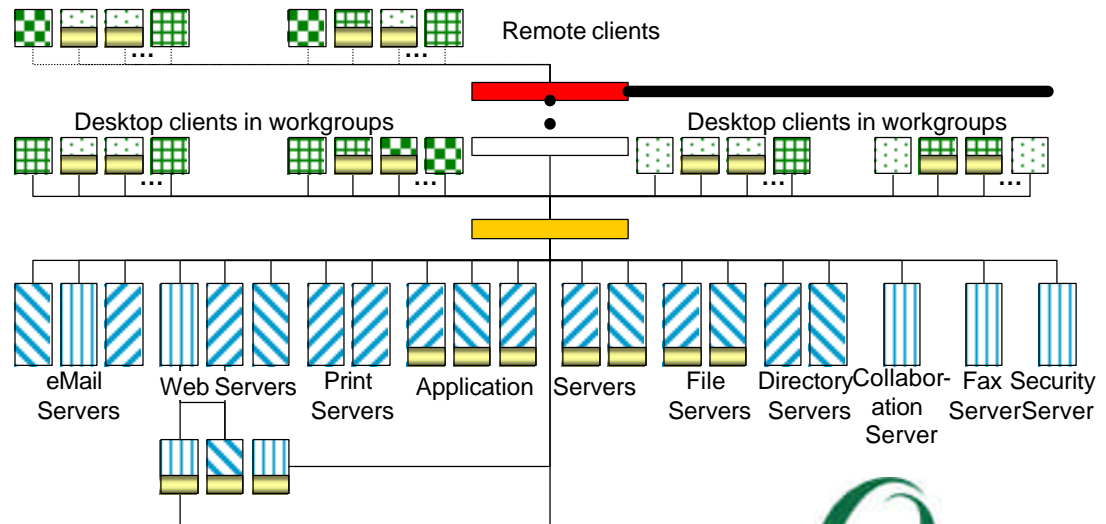 Remote clients
...
...
Desktop clients in workgroups
Desktop clients in workgroups
...
...
...
...
eMail
Servers
Web Servers
Print
Servers
Application
Servers
File
Servers
Directory
Servers
Collabor-
ation
Server
Fax
Server
Security
Server